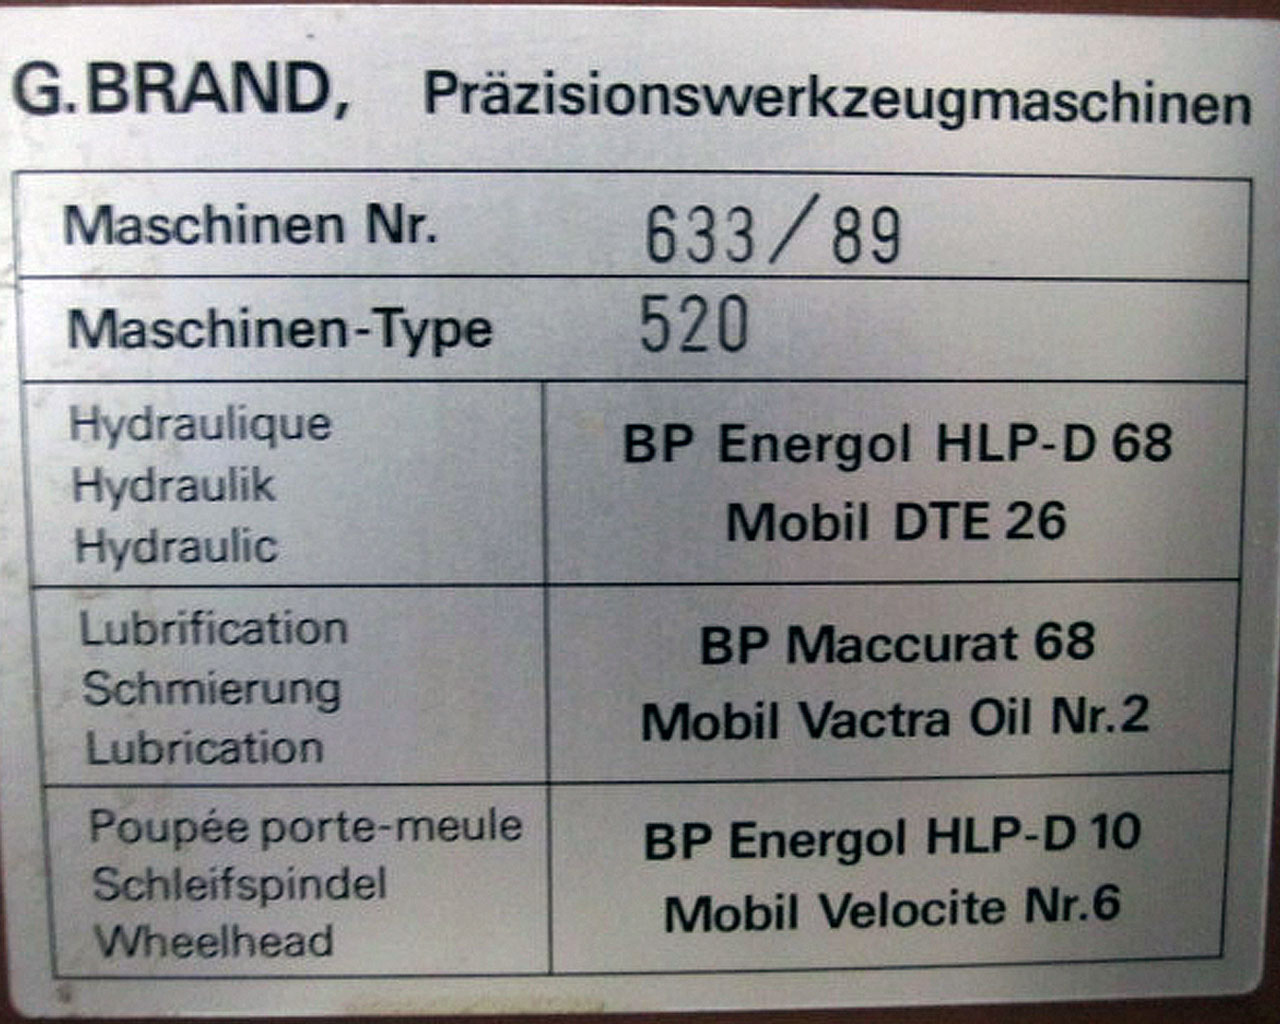 G.BRAND, Präzisionswerkzeugmaschinen
Maschinen Nr. 633/89
Maschinen-Type 520
Hydraulique
Hydraulik
Hydraulic
BP Energol HLP-D 68
Mobil DTE 26
Lubrification
Schmierung
Lubrication
BP Maccurat 68
Mobil Vactra Oil Nr.2
Poupée porte-meule
Schleifspindel
Wheelhead
BP Energol HLP-D 10
Mobil Velocite Nr.6